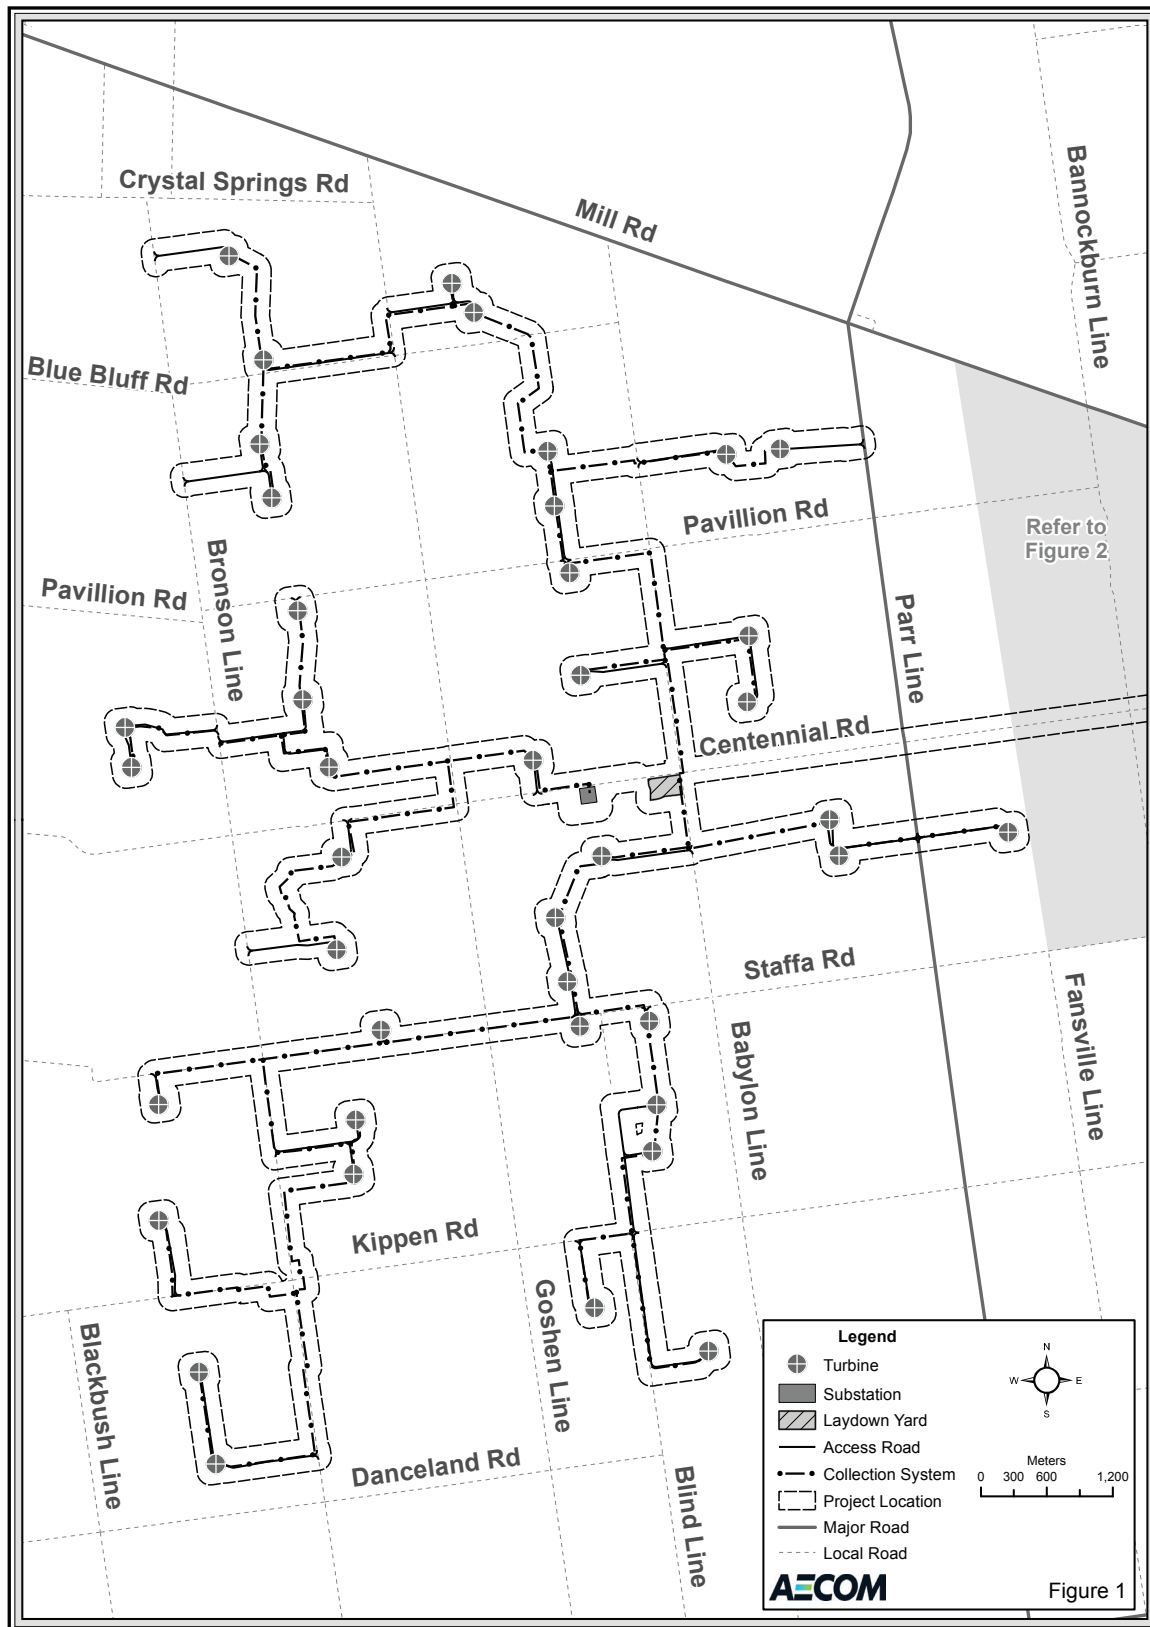 Crystal Springs Rd
Mill Rd
Bannockburn Line
Blue Bluff Rd
Pavillion Rd
Refer to
Figure 2
Bronson Line
Pavillion Rd
Parr Line
Centennial Rd
Staffa Rd
Babylon Line
Fansville Line
Kippen Rd
Goshen Line
Blackbush Line
Danceland Rd
Blind Line
Legend
Turbine
Substation
Laydown Yard
Access Road
Collection System
Project Location
Major Road
Local Road
N
W E
S
Meters
0 300 600 1,200
AECOM
Figure 1